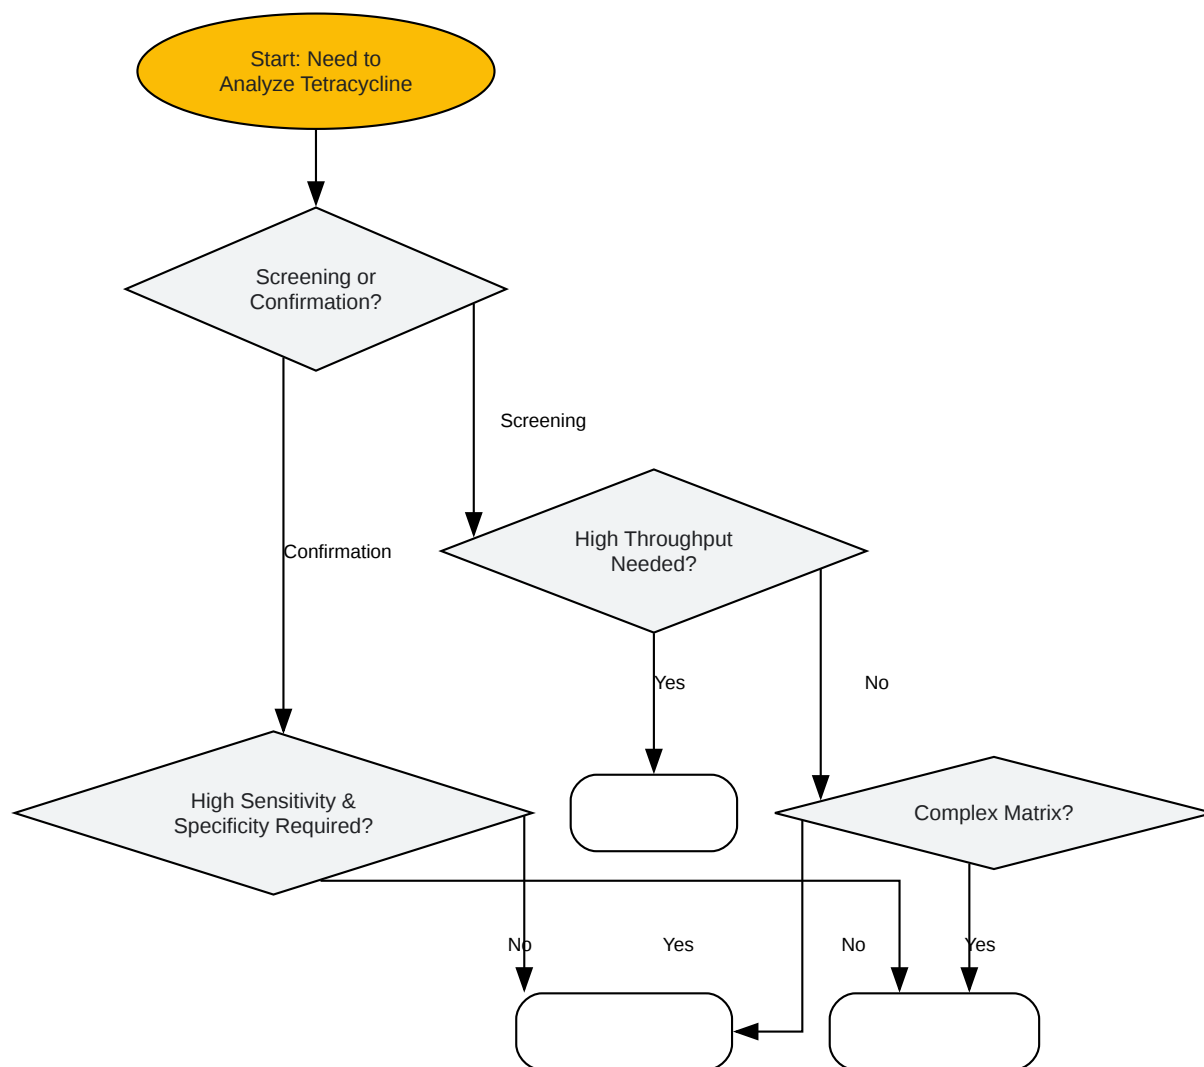 Start: Need to
Analyze Tetracycline
Screening or
Confirmation?
Screening
Confirmation
High Throughput
Needed?
Yes
No
High Sensitivity &
Specificity Required?
Complex Matrix?
No
Yes
No
Yes